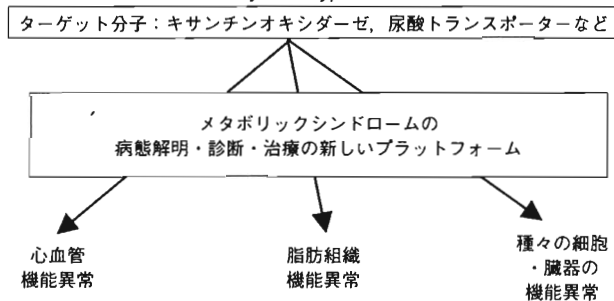 ターゲット分子：キサンチンオキシダーゼ，尿酸トランスポーターなど
メタボリックシンドロームの
病態解明・診断・治療の新しいプラットフォーム
心血管
機能異常
脂肪組織
機能異常
種々の細胞
・臓器の
機能異常